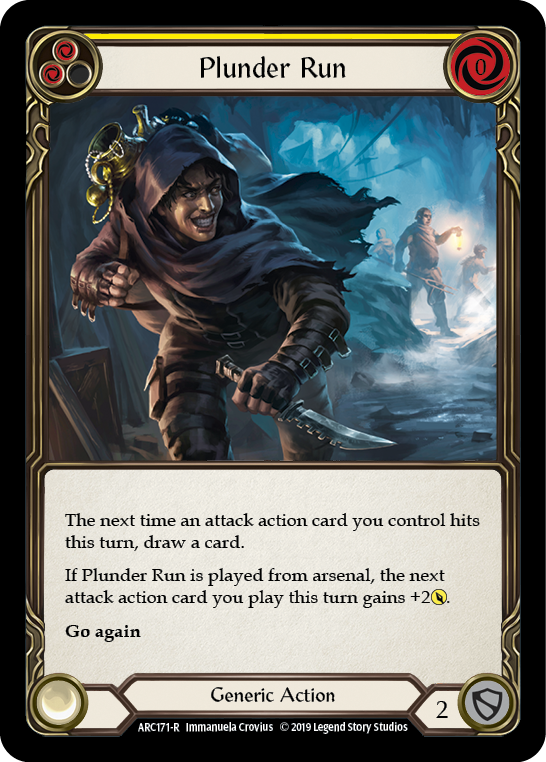 Plunder Run
0
The next time an attack action card you control hits
this turn, draw a card.
If Plunder Run is played from arsenal, the next
attack action card you play this turn gains +2.
Go again
Generic Action
2
ARC171-R Immanuela Crovius © 2019 Legend Story Studios